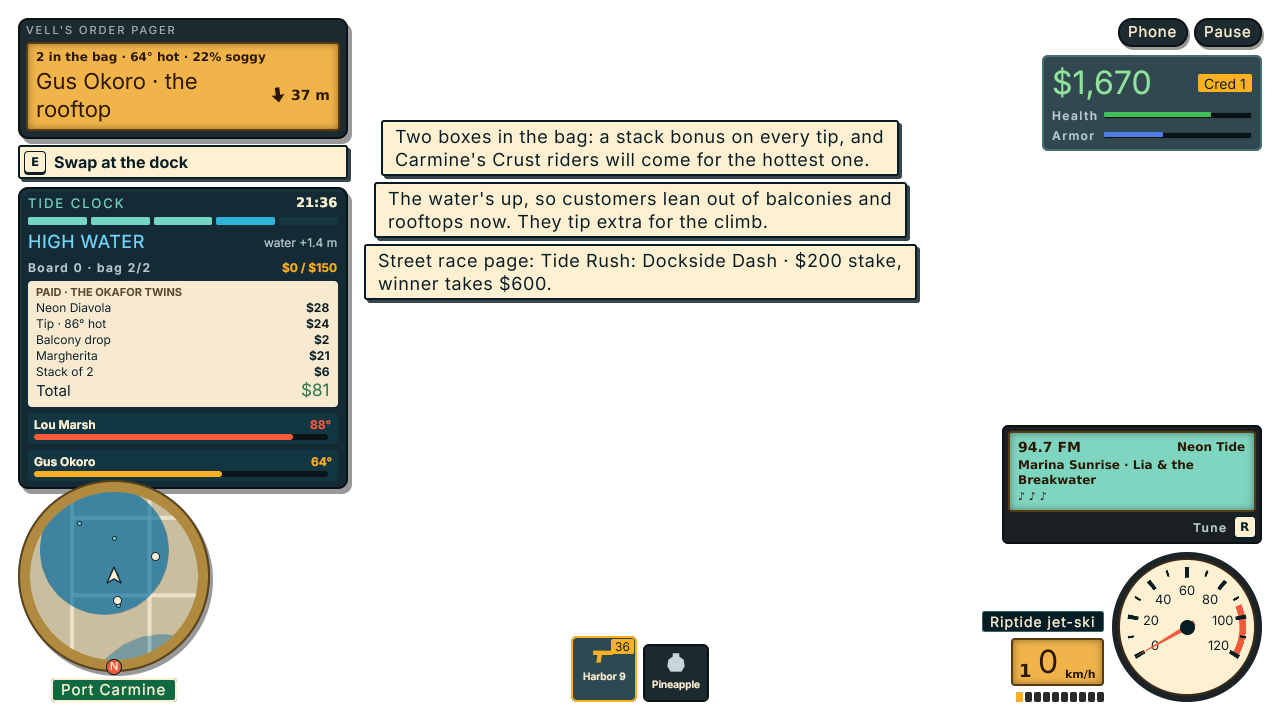 VELL'S ORDER PAGER
2 in the bag · 64° hot · 22% soggy
Gus Okoro · the
rooftop
37 m
E Swap at the dock
TIDE CLOCK 21:36
HIGH WATER water +1.4 m
Board 0 · bag 2/2 $0 / $150
PAID · THE OKAFOR TWINS
Neon Diavola $28
Tip · 86° hot $24
Balcony drop $2
Margherita $21
Stack of 2 $6
Total $81
Lou Marsh 88°
Gus Okoro 64°
N
Port Carmine
Two boxes in the bag: a stack bonus on every tip, and
Carmine's Crust riders will come for the hottest one.
The water's up, so customers lean out of balconies and
rooftops now. They tip extra for the climb.
Street race page: Tide Rush: Dockside Dash · $200 stake,
winner takes $600.
36
Harbor 9
Pineapple
Phone Pause
$1,670 Cred 1
Health
Armor
94.7 FM Neon Tide
Marina Sunrise · Lia & the
Breakwater
♪ ♪ ♪
Tune R
Riptide jet-ski
1 0 km/h
0 20 40 60 80 100 120